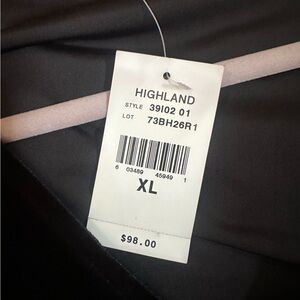 HIGHLAND
STYLE 39I02 01
LOT 73BH26R1
6 03489 45949 1
XL
$98.00